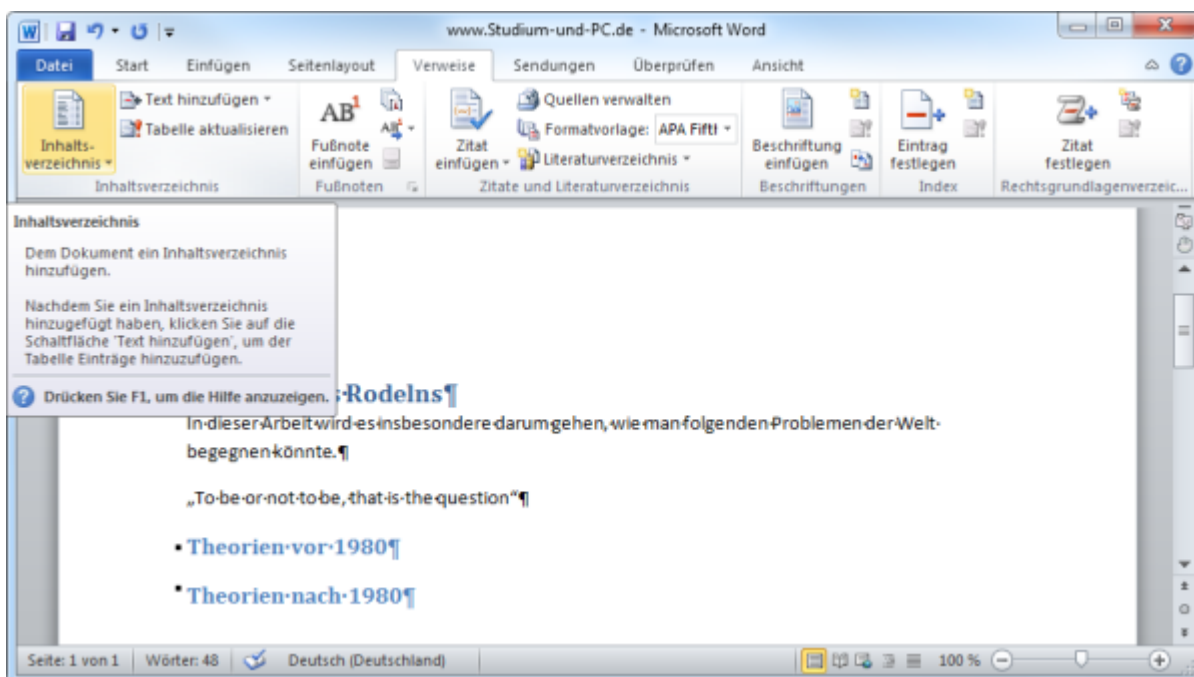 www.Studium-und-PC.de - Microsoft Word
Datei Start Einfügen Seitenlayout Verweise Sendungen Überprüfen Ansicht
Inhalts-
verzeichnis
Text hinzufügen
Tabelle aktualisieren
Inhaltsverzeichnis
AB1
Fußnote
einfügen
Fußnoten
Zitat
einfügen
Quellen verwalten
Formatvorlage: APA Fiftl
Literaturverzeichnis
Zitate und Literaturverzeichnis
Beschriftung
einfügen
Beschriftungen
Eintrag
festlegen
Index
Zitat
festlegen
Rechtsgrundlagenverzeic...
Inhaltsverzeichnis
Dem Dokument ein Inhaltsverzeichnis
hinzufügen.
Nachdem Sie ein Inhaltsverzeichnis
hinzugefügt haben, klicken Sie auf die
Schaltfläche 'Text hinzufügen', um der
Tabelle Einträge hinzuzufügen.
Drücken Sie F1, um die Hilfe anzuzeigen.
Rodelns¶
In·dieser·Arbeit·wird·es·insbesondere·darum·gehen,·wie·man·folgenden·Problemen·der·Welt·
begegnen·könnte.¶
„To·be·or·not·to·be,·that·is·the·question“¶
Theorien·vor·1980¶
Theorien·nach·1980¶
Seite: 1 von 1 Wörter: 48 Deutsch (Deutschland) 100 %